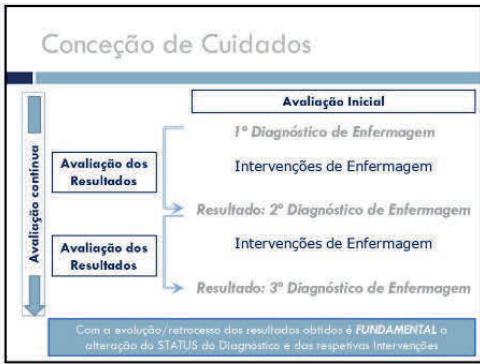 Conceção de Cuidados
Avaliação contínua
Avaliação Inicial
1º Diagnóstico de Enfermagem
Avaliação dos
Resultados
Intervenções de Enfermagem
Resultado: 2º Diagnóstico de Enfermagem
Avaliação dos
Resultados
Intervenções de Enfermagem
Resultado: 3º Diagnóstico de Enfermagem
Com a evolução/retrocesso dos resultados obtidos é FUNDAMENTAL a
alteração do STATUS do Diagnóstico e das respetivas Intervenções